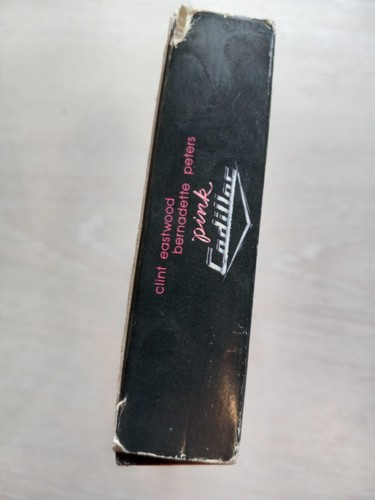 clint eastwood
bernadette peters
pink
Cadillac